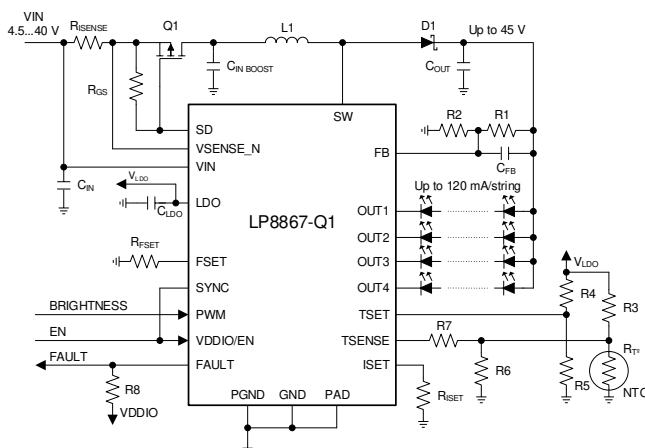 VIN
4.5...40 V
RISENSE
Q1
L1
D1
Up to 45 V
CIN BOOST
COUT
RGS
R2
R1
SW
SD
VSENSE_N
VIN
FB
CFB
CIN
VLDO
LDO
CLDO
LP8867-Q1
Up to 120 mA/string
OUT1
OUT2
OUT3
OUT4
RFSET
FSET
SYNC
VLDO
R4
R3
BRIGHTNESS
PWM
TSET
EN
VDDIO/EN
TSENSE
R7
FAULT
FAULT
ISET
R6
R5
RT°
NTC
R8
VDDIO
PGND
GND
PAD
RISET